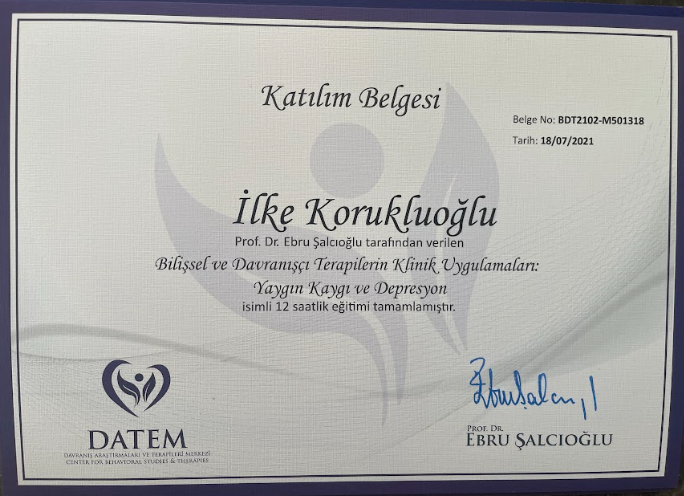 Katılım Belgesi
Belge No: BDT2102-M501318
Tarih: 18/07/2021
İlke Korukluoğlu
Prof. Dr. Ebru Şalcıoğlu tarafından verilen
Bilişsel ve Davranışçı Terapilerin Klinik Uygulamaları:
Yaygın Kaygı ve Depresyon
isimli 12 saatlik eğitimi tamamlamıştır.
DATEM
DAVRANIŞ ARAŞTIRMALARI VE TERAPİLERİ MERKEZİ
CENTER FOR BEHAVIORAL STUDIES & THERAPIES
PROF. DR.
EBRU ŞALCIOĞLU